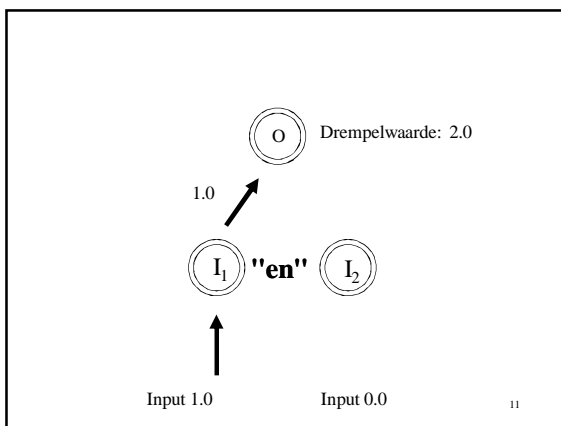 O Drempelwaarde: 2.0
1.0
I1 "en" I2
Input 1.0 Input 0.0
11